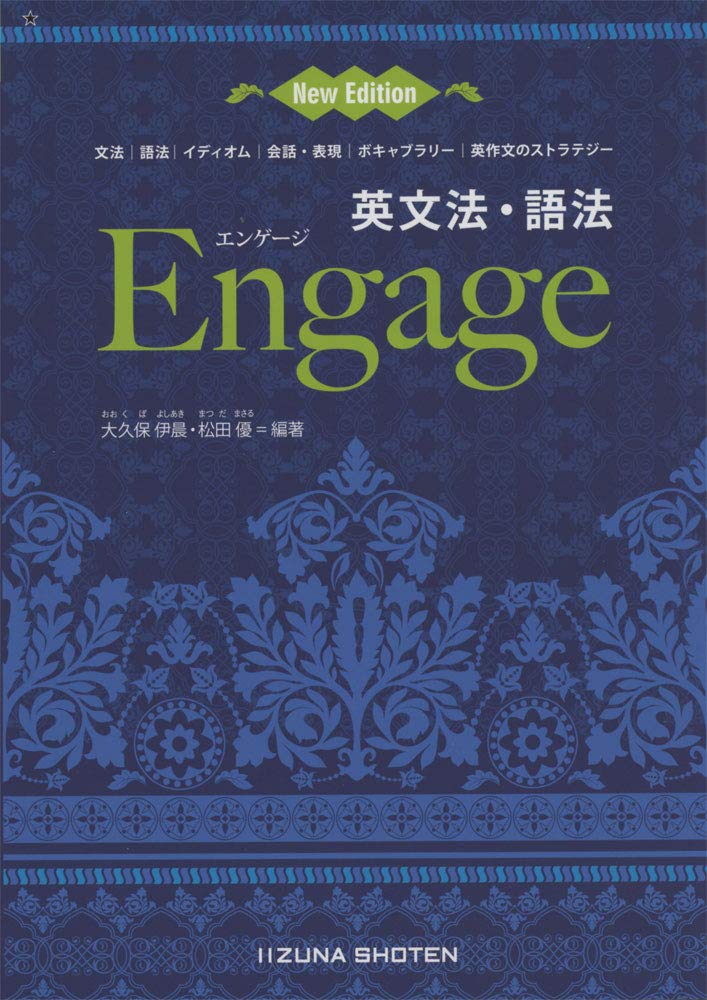 New Edition
文法｜語法｜イディオム｜会話・表現｜ボキャブラリー｜英作文のストラテジー
英文法・語法
エンゲージ
Engage
おおくぼ よしあき まつだ まさる
大久保 伊晨・松田 優＝編著
IIZUNA SHOTEN